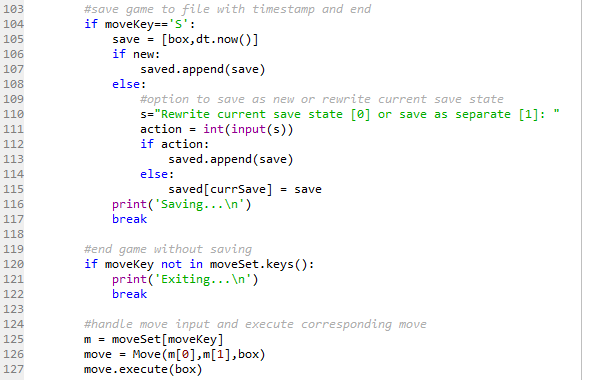 103         #save game to file with timestamp and end
104         if moveKey=='S':
105             save = [box,dt.now()]
106             if new:
107                 saved.append(save)
108             else:
109                 #option to save as new or rewrite current save state
110                 s="Rewrite current save state [0] or save as separate [1]: "
111                 action = int(input(s))
112                 if action:
113                     saved.append(save)
114                 else:
115                     saved[currSave] = save
116             print('Saving...\n')
117             break
118
119         #end game without saving
120         if moveKey not in moveSet.keys():
121             print('Exiting...\n')
122             break
123
124         #handle move input and execute corresponding move
125         m = moveSet[moveKey]
126         move = Move(m[0],m[1],box)
127         move.execute(box)